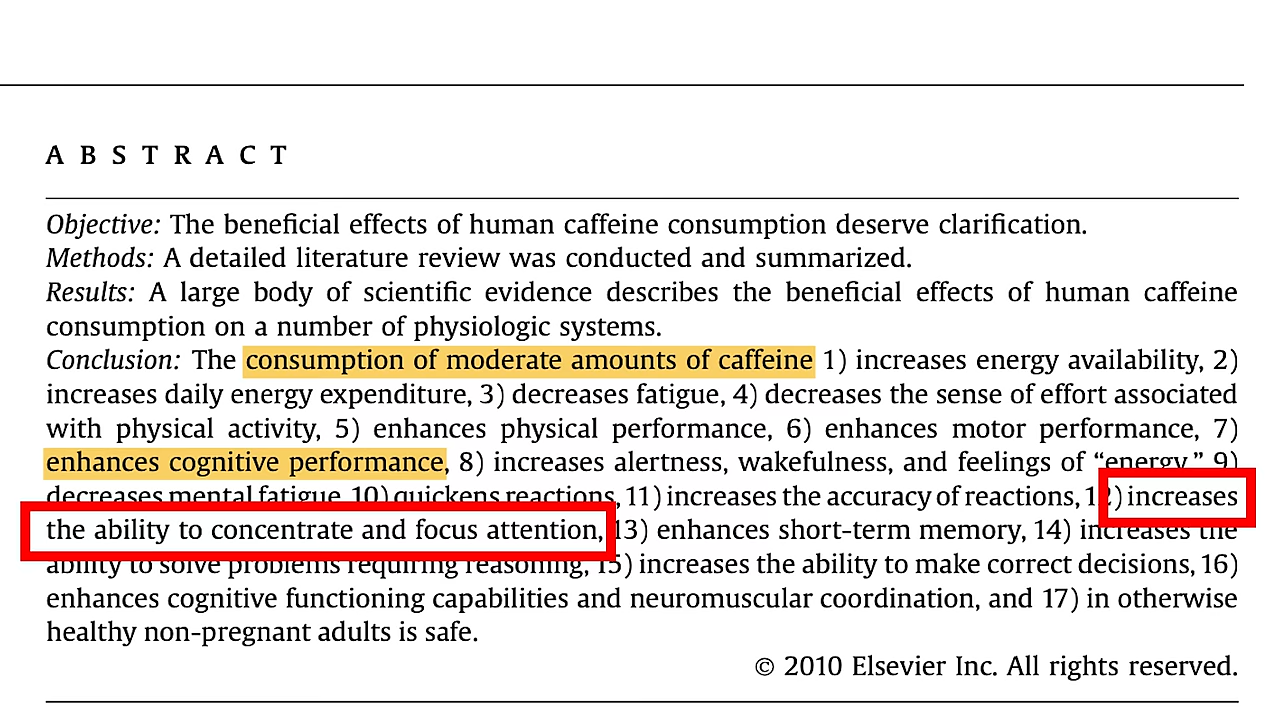 A B S T R A C T
Objective: The beneficial effects of human caffeine consumption deserve clarification.
Methods: A detailed literature review was conducted and summarized.
Results: A large body of scientific evidence describes the beneficial effects of human caffeine
consumption on a number of physiologic systems.
Conclusion: The consumption of moderate amounts of caffeine 1) increases energy availability, 2)
increases daily energy expenditure, 3) decreases fatigue, 4) decreases the sense of effort associated
with physical activity, 5) enhances physical performance, 6) enhances motor performance, 7)
enhances cognitive performance, 8) increases alertness, wakefulness, and feelings of “energy,” 9)
decreases mental fatigue, 10) quickens reactions, 11) increases the accuracy of reactions, 12) increases
the ability to concentrate and focus attention, 13) enhances short-term memory, 14) increases the
ability to solve problems requiring reasoning, 15) increases the ability to make correct decisions, 16)
enhances cognitive functioning capabilities and neuromuscular coordination, and 17) in otherwise
healthy non-pregnant adults is safe.
© 2010 Elsevier Inc. All rights reserved.